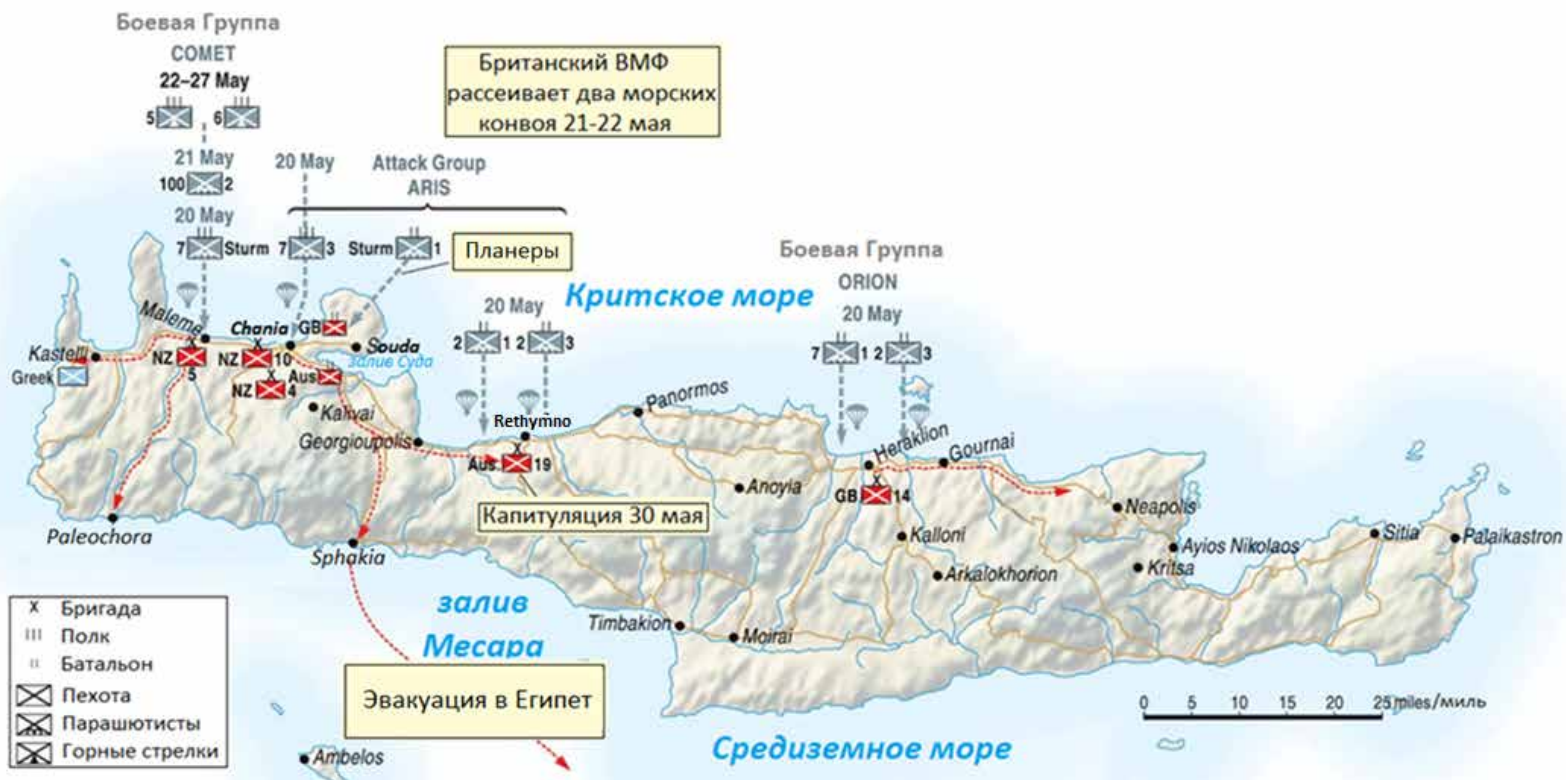 Боевая Группа
COMET
22–27 May
5 6
21 May
100 2
20 May
7 Sturm
20 May
Attack Group
ARIS
7 3
Sturm 1
Планеры
Британский ВМФ
рассеивает два морских
конвоя 21-22 мая
Критское море
20 May
2 1 2 3
Боевая Группа
ORION
20 May
7 1 2 3
Maleme
Chania
GB
Souda
залив Суда
Kastelli
Greek
NZ
5
NZ 10
NZ 4
Aus
Kalivai
Georgioupolis
Rethymno
Aus. 19
Капитуляция 30 мая
Panormos
Anoyia
Heraklion
Gournai
GB 14
Kalloni
Arkalokhorion
Neapolis
Ayios Nikolaos
Kritsa
Sitia
Palaikastron
Paleochora
Sphakia
залив
Месара
Timbakion
Moirai
Эвакуация в Египет
Ambelos
Средиземное море
X Бригада
III Полк
II Батальон
Пехота
Парашютисты
Горные стрелки
0 5 10 15 20 25 miles/миль